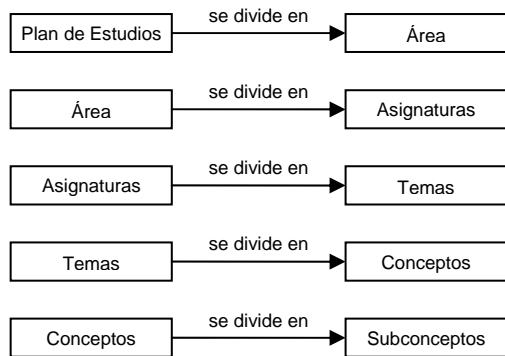 se divide en
Plan de Estudios
Área
se divide en
Área
Asignaturas
se divide en
Asignaturas
Temas
se divide en
Temas
Conceptos
se divide en
Conceptos
Subconceptos